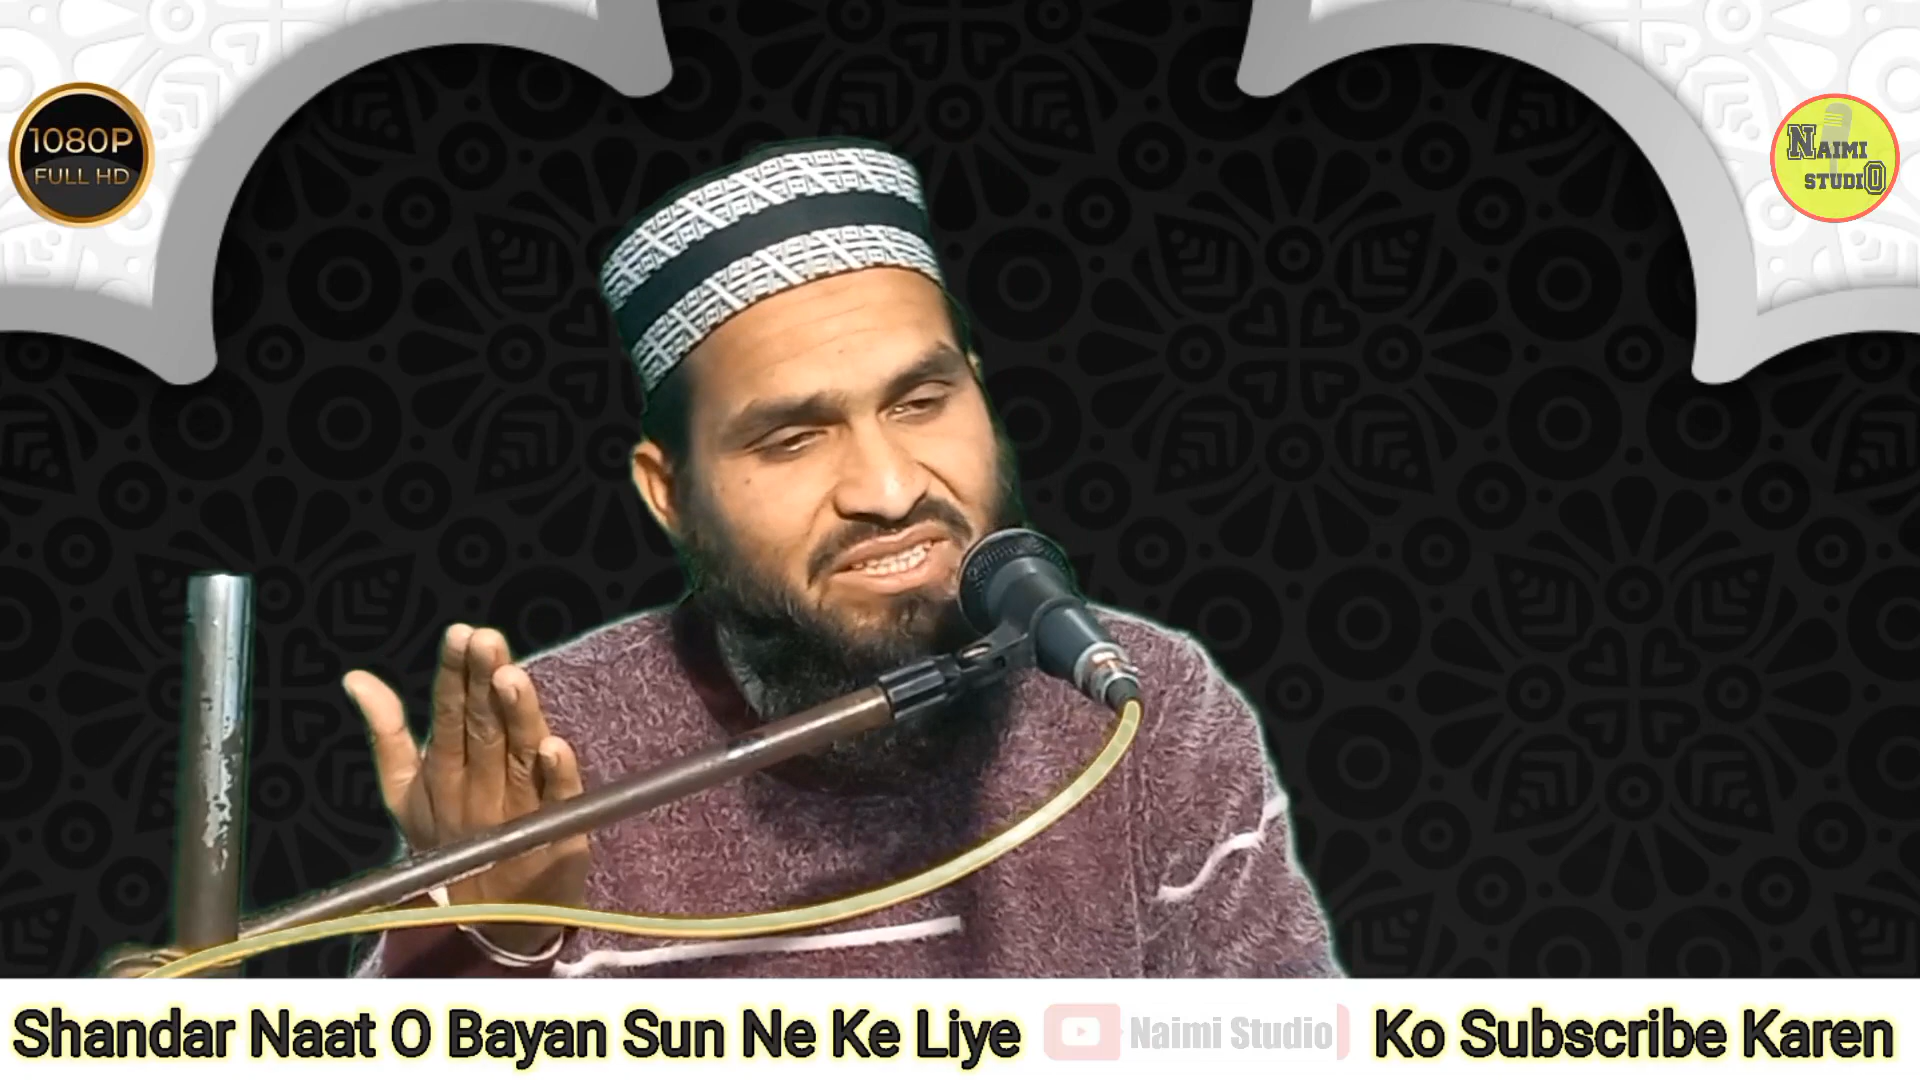 1080P
FULL HD
NAIMI
STUDIO
Shandar Naat O Bayan Sun Ne Ke Liye Naimi Studio Ko Subscribe Karen